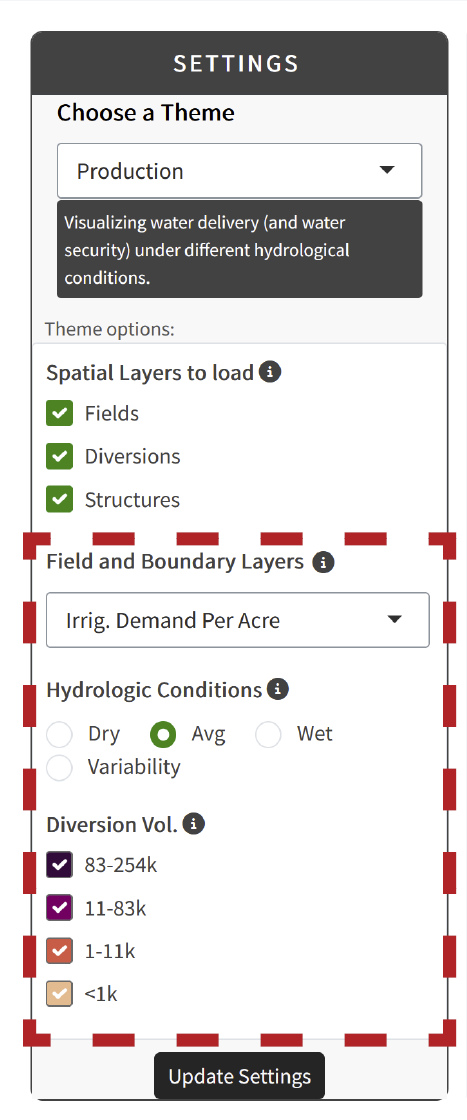 SETTINGS
Choose a Theme
Production
Visualizing water delivery (and water
security) under different hydrological
conditions.
Theme options:
Spatial Layers to load
Fields
Diversions
Structures
Field and Boundary Layers
Irrig. Demand Per Acre
Hydrologic Conditions
Dry Avg Wet
Variability
Diversion Vol.
83-254k
11-83k
1-11k
<1k
Update Settings